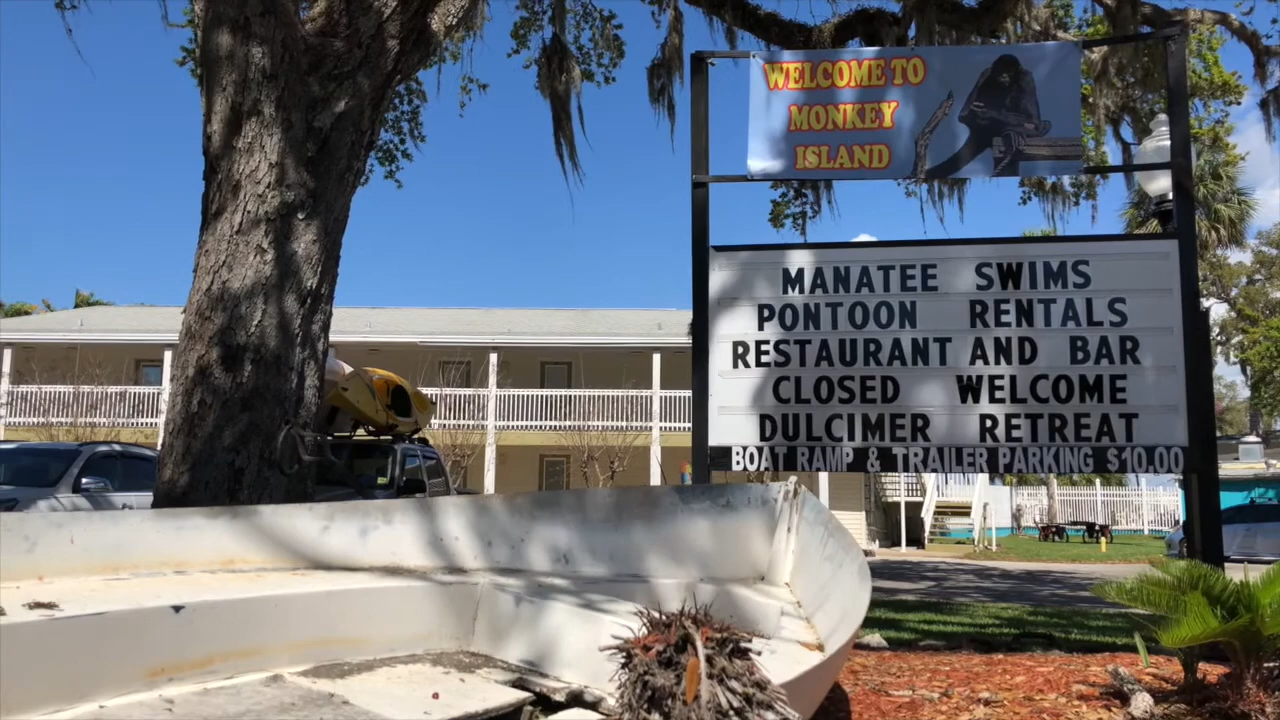 WELCOME TO
MONKEY
ISLAND
MANATEE SWIMS
PONTOON RENTALS
RESTAURANT AND BAR
CLOSED WELCOME
DULCIMER RETREAT
BOAT RAMP & TRAILER PARKING $10.00